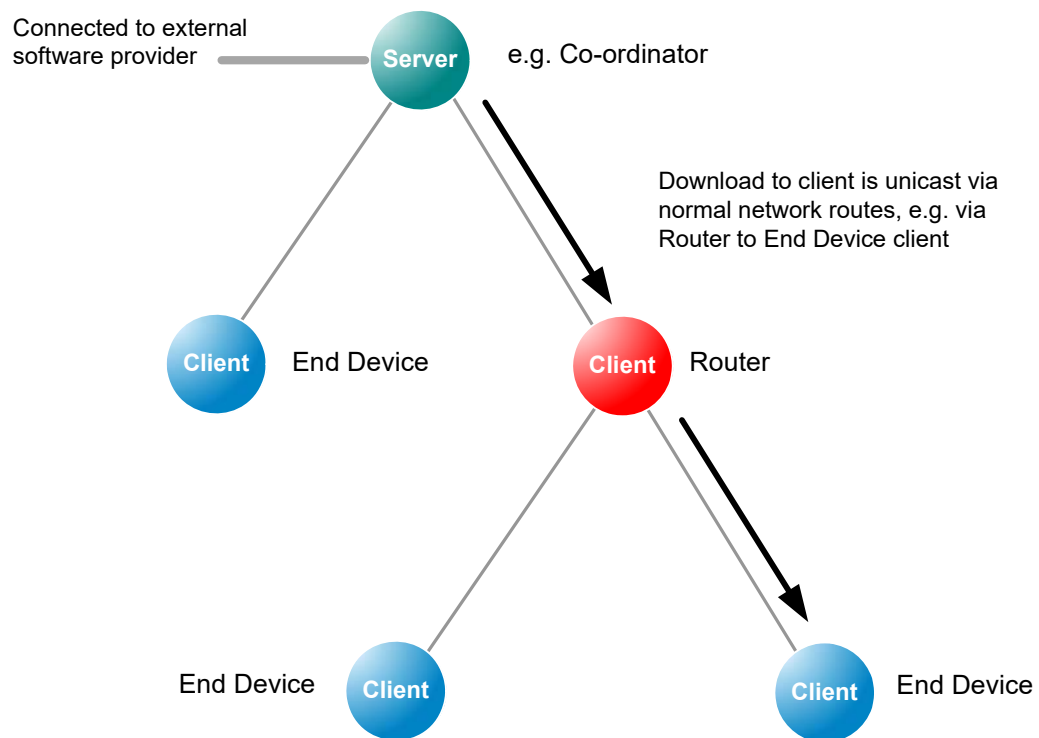 Connected to external
software provider
Server
e.g. Co-ordinator
Download to client is unicast via
normal network routes, e.g. via
Router to End Device client
Client
End Device
Client
Router
End Device
Client
Client
End Device